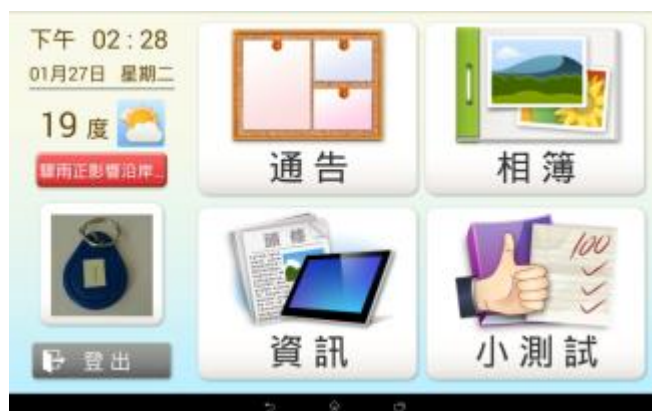 下午 02:28
01月27日 星期二
19 度
驟雨正影響沿岸...
登出
通告
相簿
頭條
資訊
100
小測試